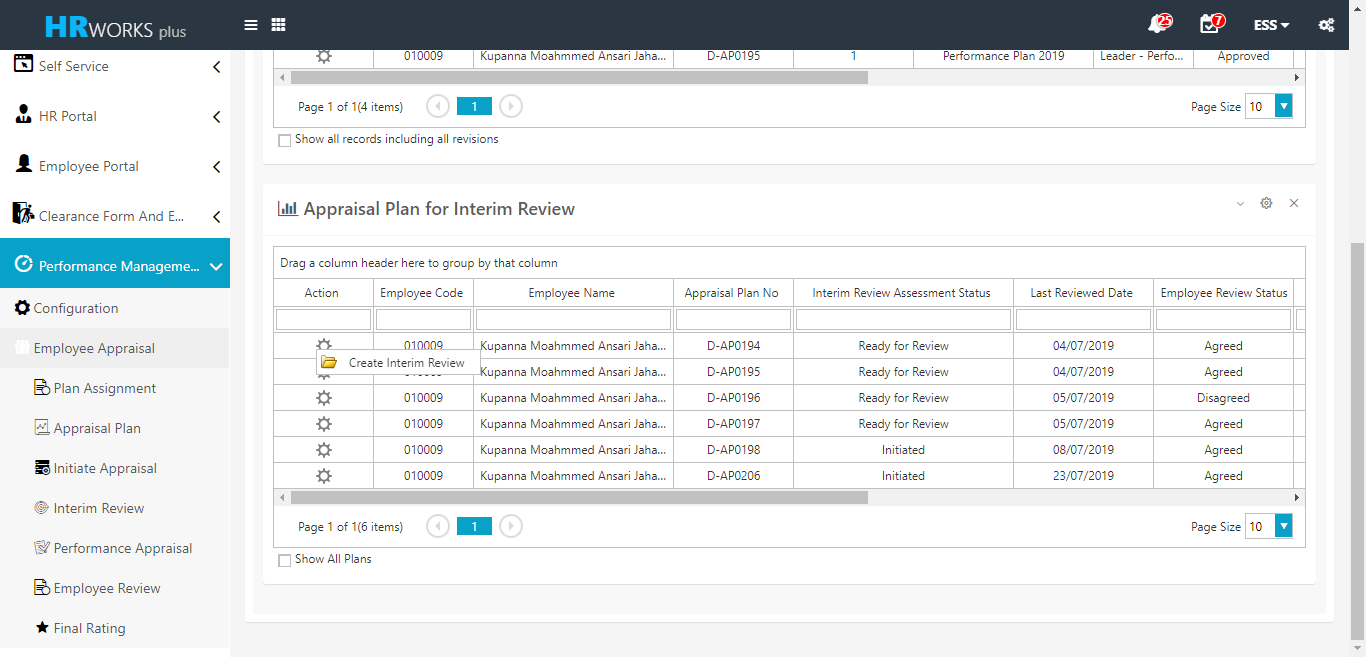 HRWORKS plus
25
7
ESS
Self Service
HR Portal
Employee Portal
Clearance Form And E...
Performance Manageme...
Configuration
Employee Appraisal
Plan Assignment
Appraisal Plan
Initiate Appraisal
Interim Review
Performance Appraisal
Employee Review
Final Rating
010009 Kupanna Moahmmed Ansari Jaha... D-AP0195 1 Performance Plan 2019 Leader - Perfo... Approved
Page 1 of 1(4 items) 1 Page Size 10
Show all records including all revisions
Appraisal Plan for Interim Review
Drag a column header here to group by that column
Action Employee Code Employee Name Appraisal Plan No Interim Review Assessment Status Last Reviewed Date Employee Review Status
010009 Kupanna Moahmmed Ansari Jaha... D-AP0194 Ready for Review 04/07/2019 Agreed
Create Interim Review
Kupanna Moahmmed Ansari Jaha... D-AP0195 Ready for Review 04/07/2019 Agreed
010009 Kupanna Moahmmed Ansari Jaha... D-AP0196 Ready for Review 05/07/2019 Disagreed
010009 Kupanna Moahmmed Ansari Jaha... D-AP0197 Ready for Review 05/07/2019 Agreed
010009 Kupanna Moahmmed Ansari Jaha... D-AP0198 Initiated 08/07/2019 Agreed
010009 Kupanna Moahmmed Ansari Jaha... D-AP0206 Initiated 23/07/2019 Agreed
Page 1 of 1(6 items) 1 Page Size 10
Show All Plans